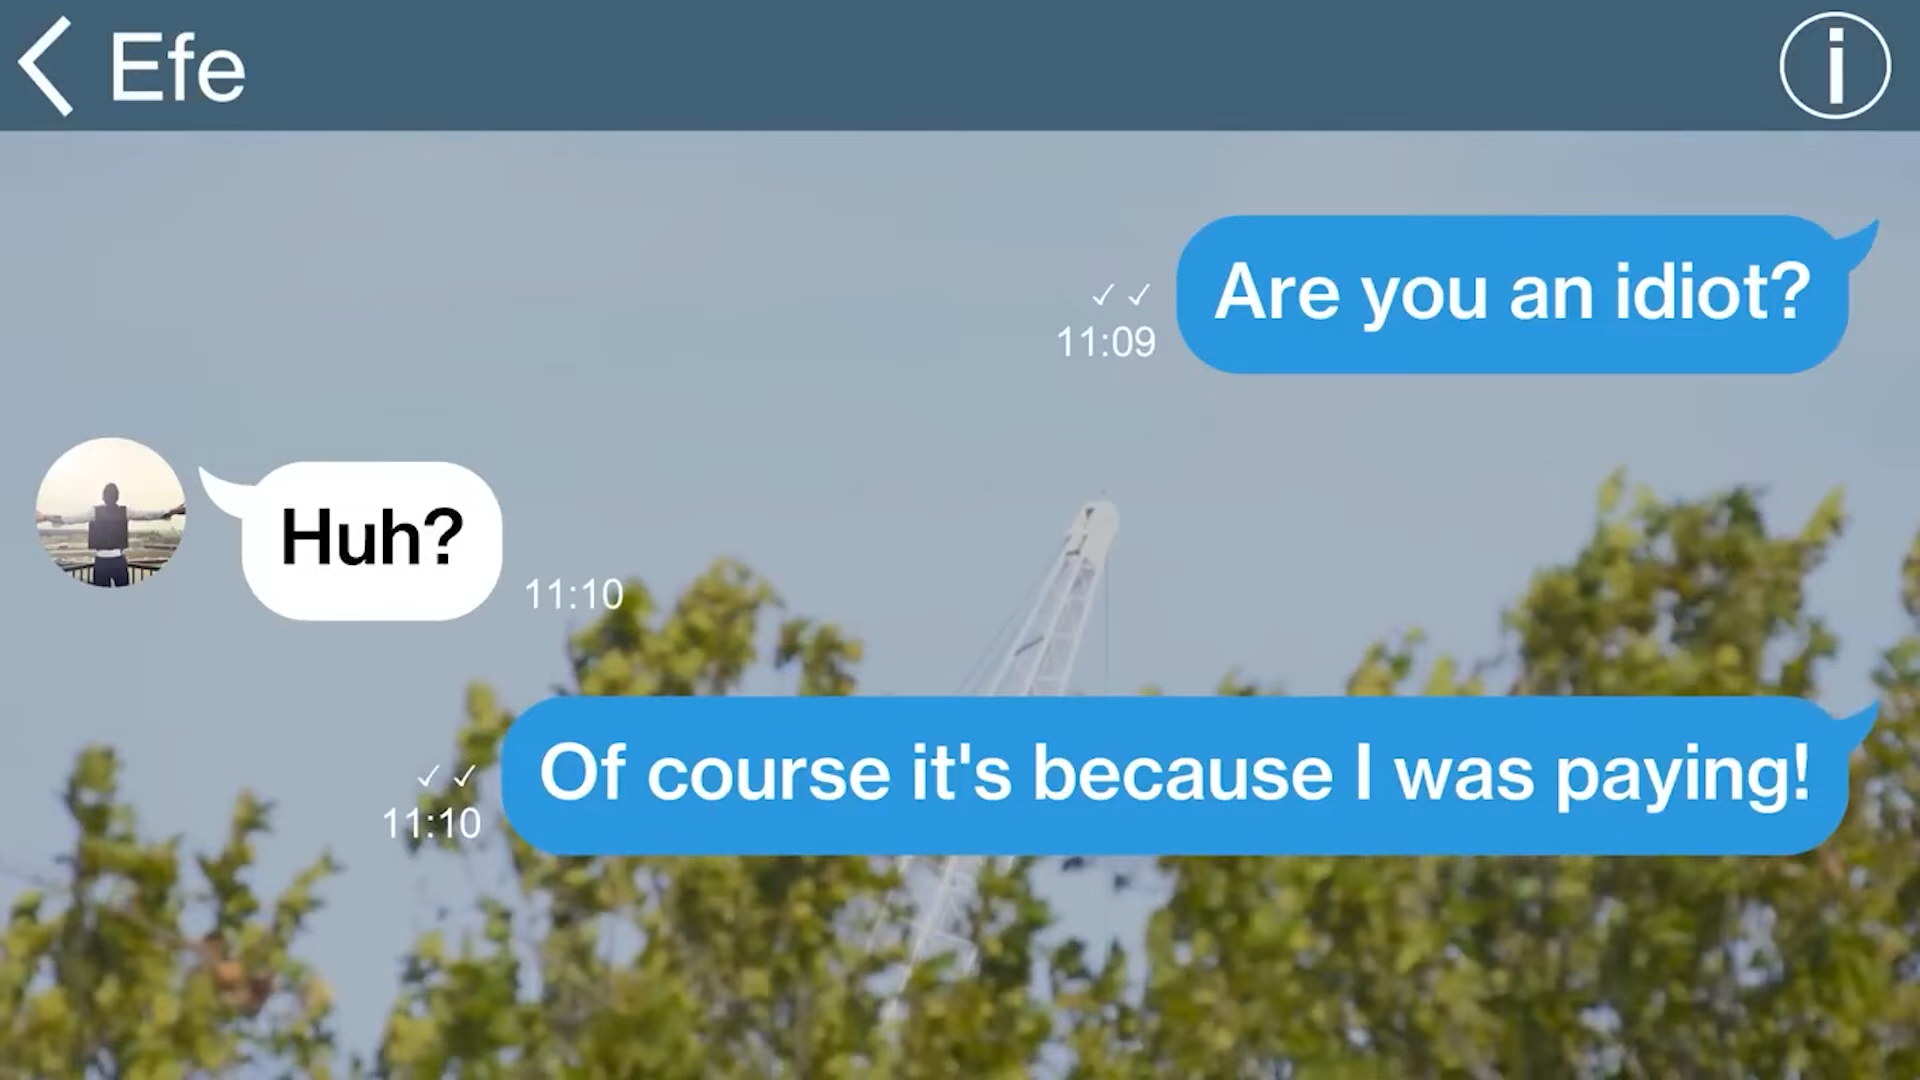 Efe
Are you an idiot?
✓✓
11:09
Huh?
11:10
Of course it's because I was paying!
✓✓
11:10